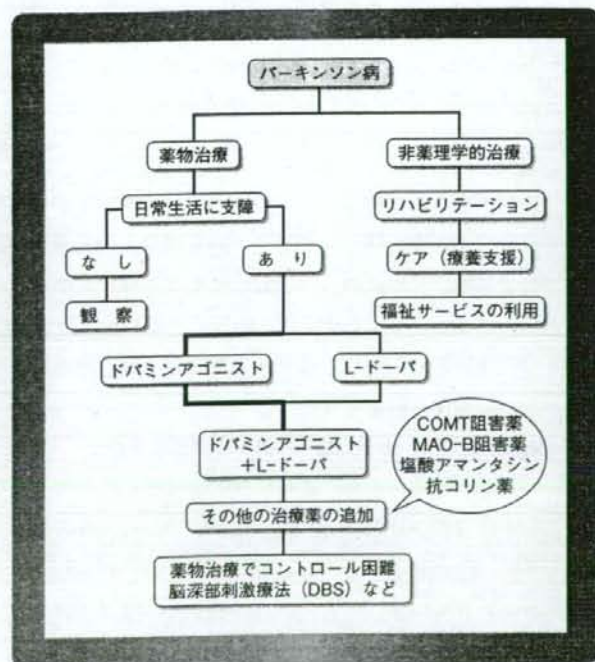 パーキンソン病
薬物治療
非薬理学的治療
日常生活に支障
リハビリテーション
なし
あり
ケア（療養支援）
観察
福祉サービスの利用
ドパミンアゴニスト
L-ドーパ
COMT阻害薬
MAO-B阻害薬
塩酸アマンタシン
抗コリン薬
ドパミンアゴニスト
+L-ドーパ
その他の治療薬の追加
薬物治療でコントロール困難
脳深部刺激療法（DBS）など